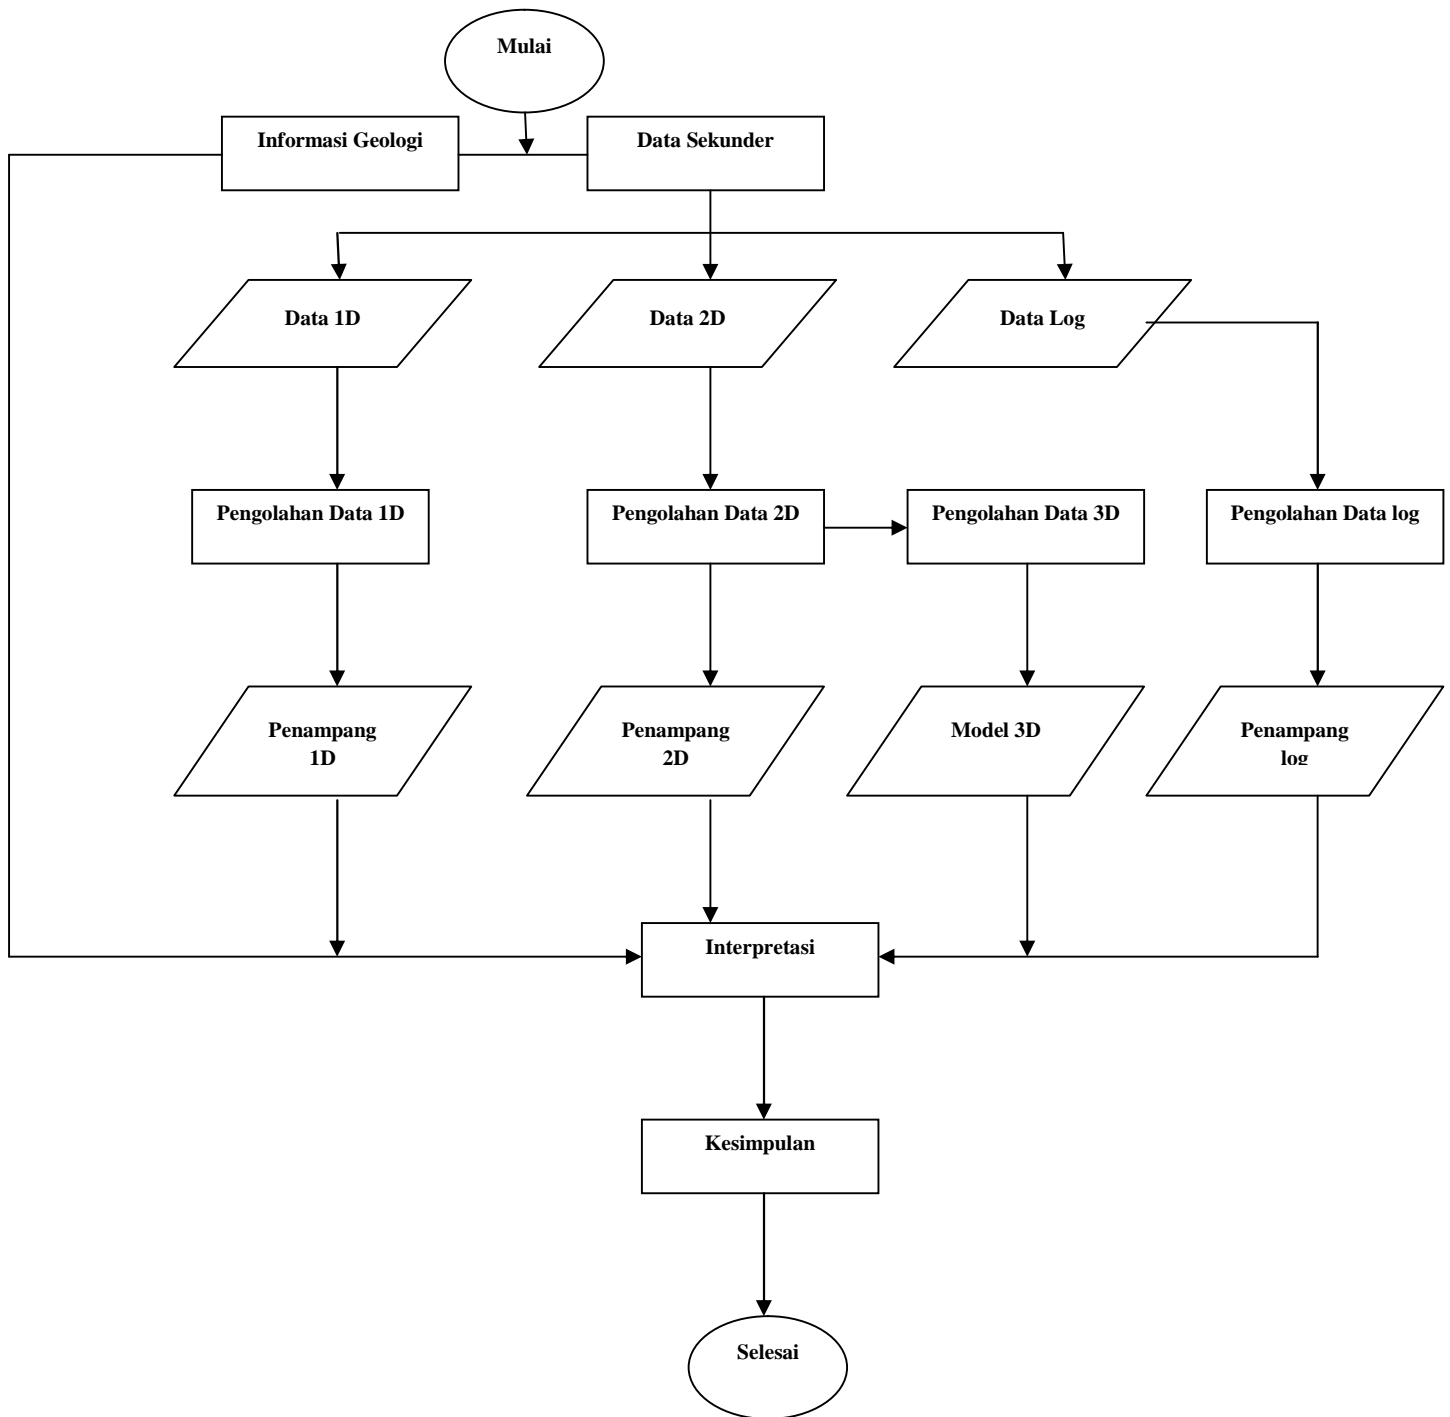 Mulai
Informasi Geologi
Data Sekunder
Data 1D
Data 2D
Data Log
Pengolahan Data 1D
Pengolahan Data 2D
Pengolahan Data 3D
Pengolahan Data log
Penampang
1D
Penampang
2D
Model 3D
Penampang
log
Interpretasi
Kesimpulan
Selesai